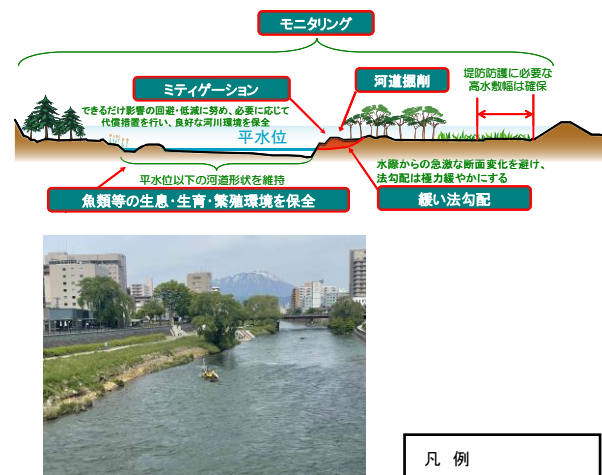 モニタリング
ミティゲーション
河道掘削
堤防防護に必要な
高水敷幅は確保
できるだけ影響の回避・低減に努め、必要に応じて
代償措置を行い、良好な河川環境を保全
平水位
平水位以下の河道形状を維持
水際からの急激な断面変化を避け、
法勾配は極力緩やかにする
魚類等の生息・生育・繁殖環境を保全
緩い法勾配
凡 例